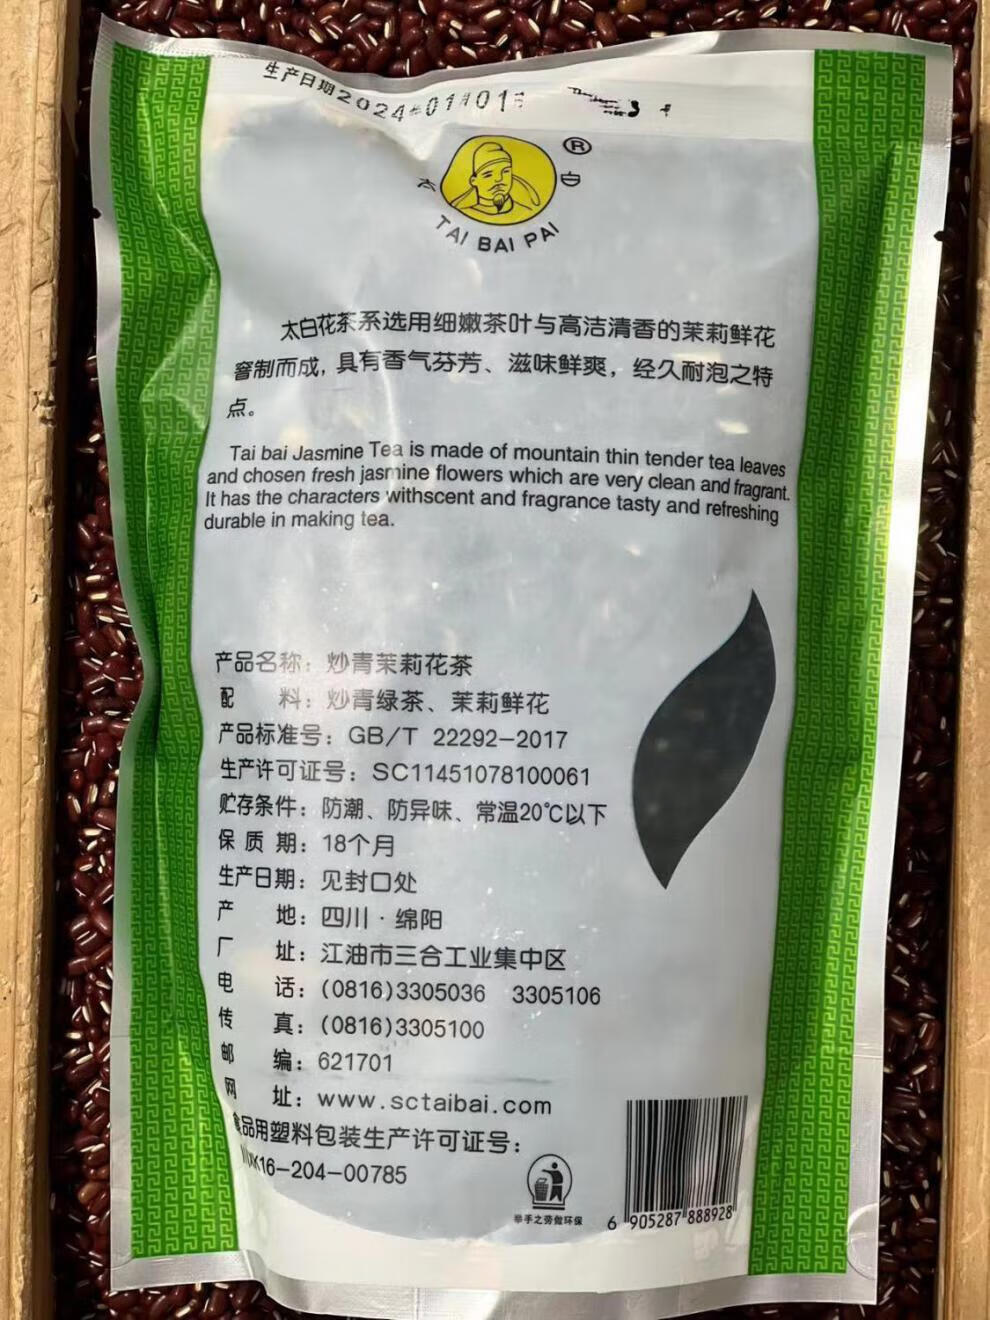 生产日期2024 01 01
®
太 白
TAI BAI PAI
太白花茶系选用细嫩茶叶与高洁清香的茉莉鲜花
窨制而成, 具有香气芬芳、滋味鲜爽，经久耐泡之特
点。
Tai bai Jasmine Tea is made of mountain thin tender tea leaves
and chosen fresh jasmine flowers which are very clean and fragrant.
It has the characters withscent and fragrance tasty and refreshing
durable in making tea.
产品名称：炒青茉莉花茶
配 料：炒青绿茶、茉莉鲜花
产品标准号：GB/T 22292-2017
生产许可证号：SC11451078100061
贮存条件：防潮、防异味、常温20℃以下
保 质 期：18个月
生产日期：见封口处
产 地：四川·绵阳
厂 址：江油市三合工业集中区
电 话：(0816)3305036 3305106
传 真：(0816)3305100
邮 编：621701
网 址：www.sctaibai.com
食品用塑料包装生产许可证号：
K16-204-00785
举手之劳做环保
6 905287 888928